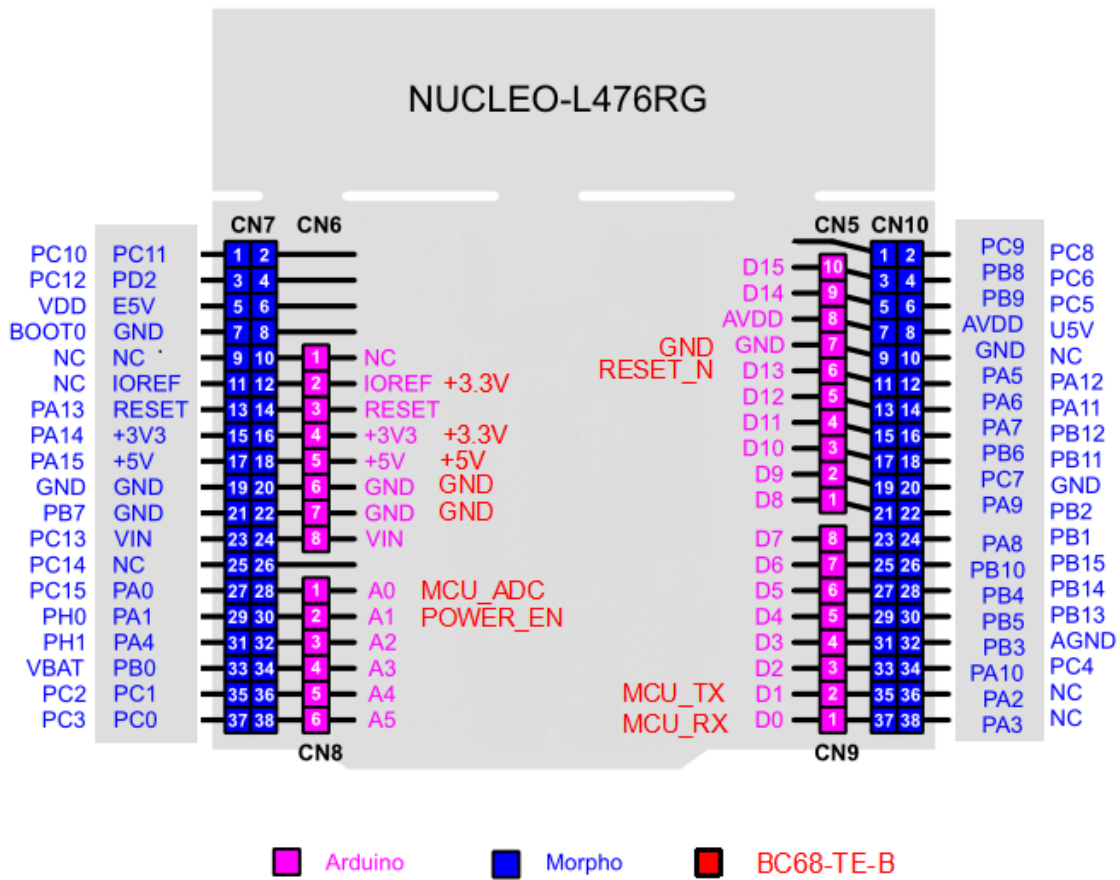 NUCLEO-L476RG
CN7 CN6 CN5 CN10
PC10 PC11 1 2 1 2 PC9 PC8
PC12 PD2 3 4 D15 10 3 4 PB8 PC6
VDD E5V 5 6 D14 9 5 6 PB9 PC5
BOOT0 GND 7 8 AVDD 8 7 8 AVDD U5V
NC NC 9 10 1 NC GND GND 7 9 10 GND NC
NC IOREF 11 12 2 IOREF +3.3V RESET_N D13 6 11 12 PA5 PA12
PA13 RESET 13 14 3 RESET D12 5 13 14 PA6 PA11
PA14 +3V3 15 16 4 +3V3 +3.3V D11 4 15 16 PA7 PB12
PA15 +5V 17 18 5 +5V +5V D10 3 17 18 PB6 PB11
GND GND 19 20 6 GND GND D9 2 19 20 PC7 GND
PB7 GND 21 22 7 GND GND D8 1 21 22 PA9 PB2
PC13 VIN 23 24 8 VIN D7 8 23 24 PA8 PB1
PC14 NC 25 26 D6 7 25 26 PB10 PB15
PC15 PA0 27 28 1 A0 MCU_ADC D5 6 27 28 PB4 PB14
PH0 PA1 29 30 2 A1 POWER_EN D4 5 29 30 PB5 PB13
PH1 PA4 31 32 3 A2 D3 4 31 32 PB3 AGND
VBAT PB0 33 34 4 A3 D2 3 33 34 PA10 PC4
PC2 PC1 35 36 5 A4 MCU_TX D1 2 35 36 PA2 NC
PC3 PC0 37 38 6 A5 MCU_RX D0 1 37 38 PA3 NC
CN8 CN9
Arduino Morpho BC68-TE-B